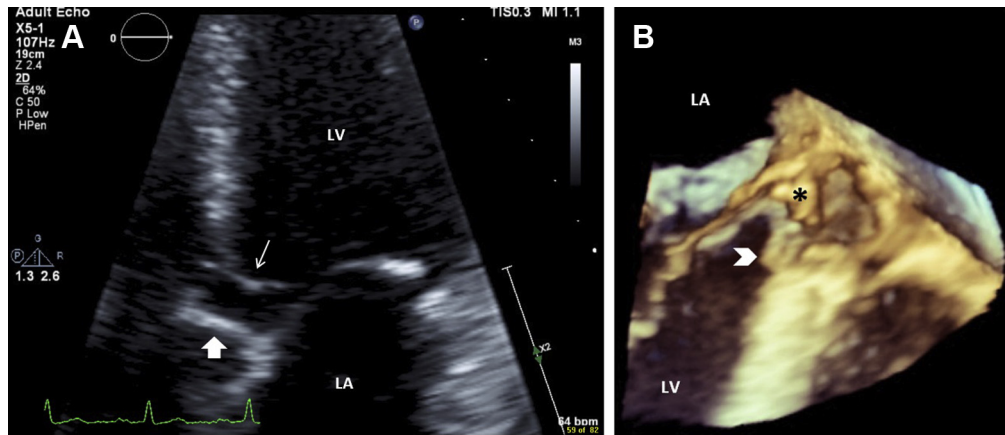 Adult Echo
X5-1
107Hz
19cm
Z 2.4
2D
64%
C 50
P Low
HPen
A
0
P
TIS0.3 MI 1.1
M3
LV
G
P R
1.3 2.6
X2
LA
64 bpm
59 of 82
B
LA
*
LV